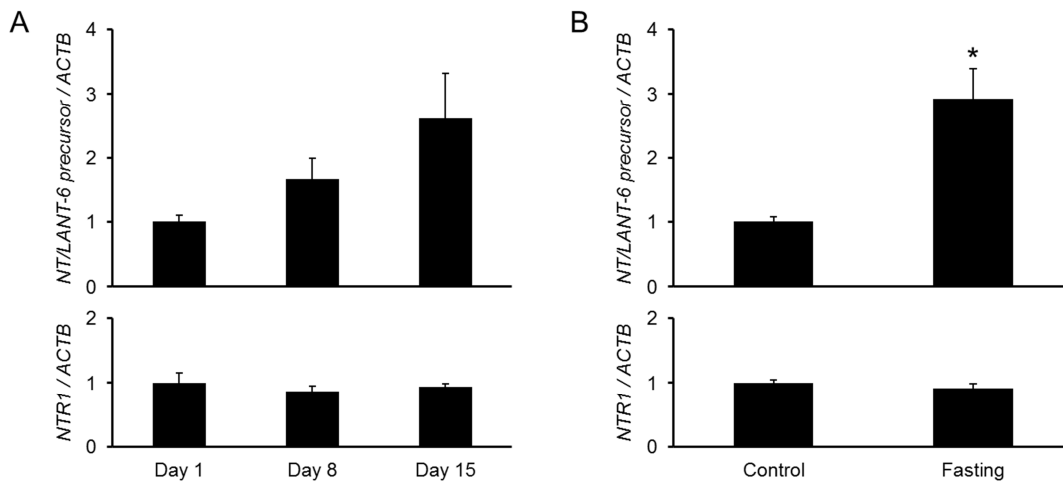 A
NT/LANT-6 precursor / ACTB
4
3
2
1
0
NTR1 / ACTB
2
1
0
Day 1 Day 8 Day 15
B
NT/LANT-6 precursor / ACTB
4
3
2
1
0
*
NTR1 / ACTB
2
1
0
Control Fasting